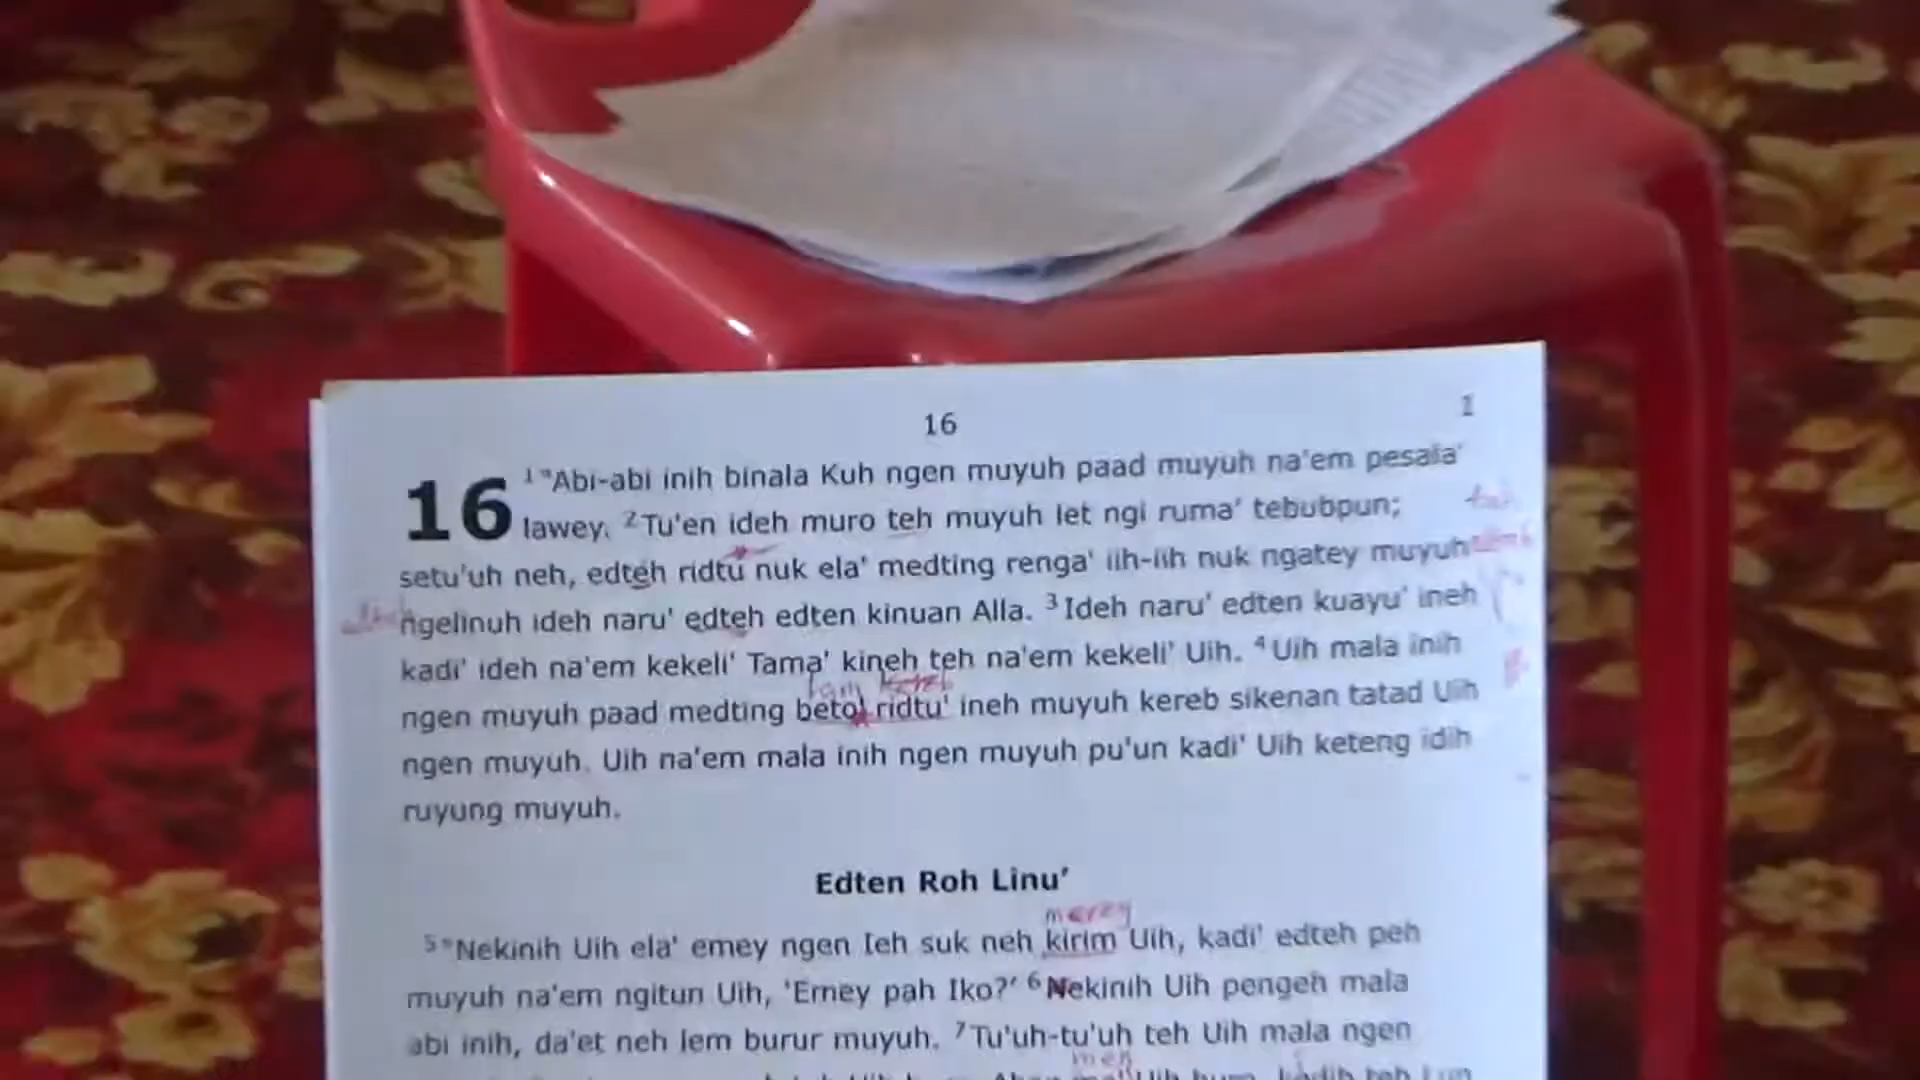 16 1
16 1 "Abi-abi inih binala Kuh ngen muyuh paad muyuh na'em pesala'
lawey. 2 Tu'en ideh muro teh muyuh let ngi ruma' tebubpun;
setu'uh neh, edteh ridtu nuk ela' medting renga' iih-iih nuk ngatey muyuh
ngelinuh ideh naru' edteh edten kinuan Alla. 3 Ideh naru' edten kuayu' ineh
kadi' ideh na'em kekeli' Tama' kineh teh na'em kekeli' Uih. 4 Uih mala inih
ngen muyuh paad medting betol ridtu' ineh muyuh kereb sikenan tatad Uih
ngen muyuh. Uih na'em mala inih ngen muyuh pu'un kadi' Uih keteng idih
ruyung muyuh.
Edten Roh Linu'
merey
5 "Nekinih Uih ela' emey ngen Ieh suk neh kirim Uih, kadi' edteh peh
muyuh na'em ngitun Uih, 'Emey pah Iko?' 6 Nekinih Uih pengeh mala
abi inih, da'et neh lem burur muyuh. 7 Tu'uh-tu'uh teh Uih mala ngen